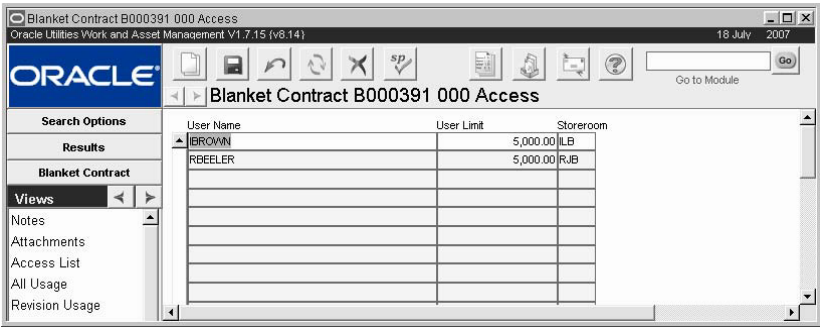 Blanket Contract B000391 000 Access
Oracle Utilities Work and Asset Management V1.7.15 (v8.14) 18 July 2007
ORACLE
sp
Go
Go to Module
Blanket Contract B000391 000 Access
Search Options
Results
Blanket Contract
Views
Notes
Attachments
Access List
All Usage
Revision Usage
User Name User Limit Storeroom
IBROWN 5,000.00 ILB
RBEELER 5,000.00 RJB